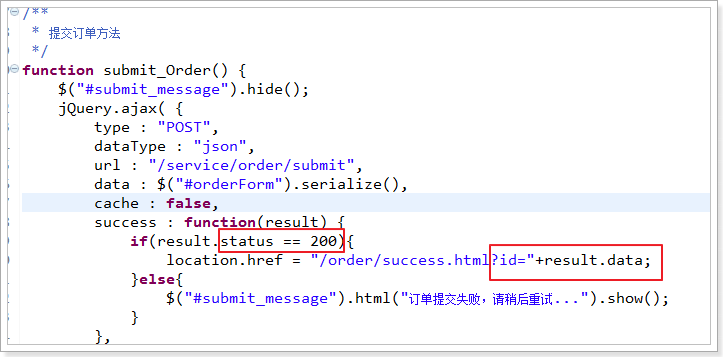 /**
 * 提交订单方法
 */
function submit_Order() {
    $("#submit_message").hide();
    jQuery.ajax( {
        type : "POST",
        dataType : "json",
        url : "/service/order/submit",
        data : $("#orderForm").serialize(),
        cache : false,
        success : function(result) {
            if(result.status == 200){
                location.href = "/order/success.html?id="+result.data;
            }else{
                $("#submit_message").html("订单提交失败，请稍后重试...").show();
            }
        },